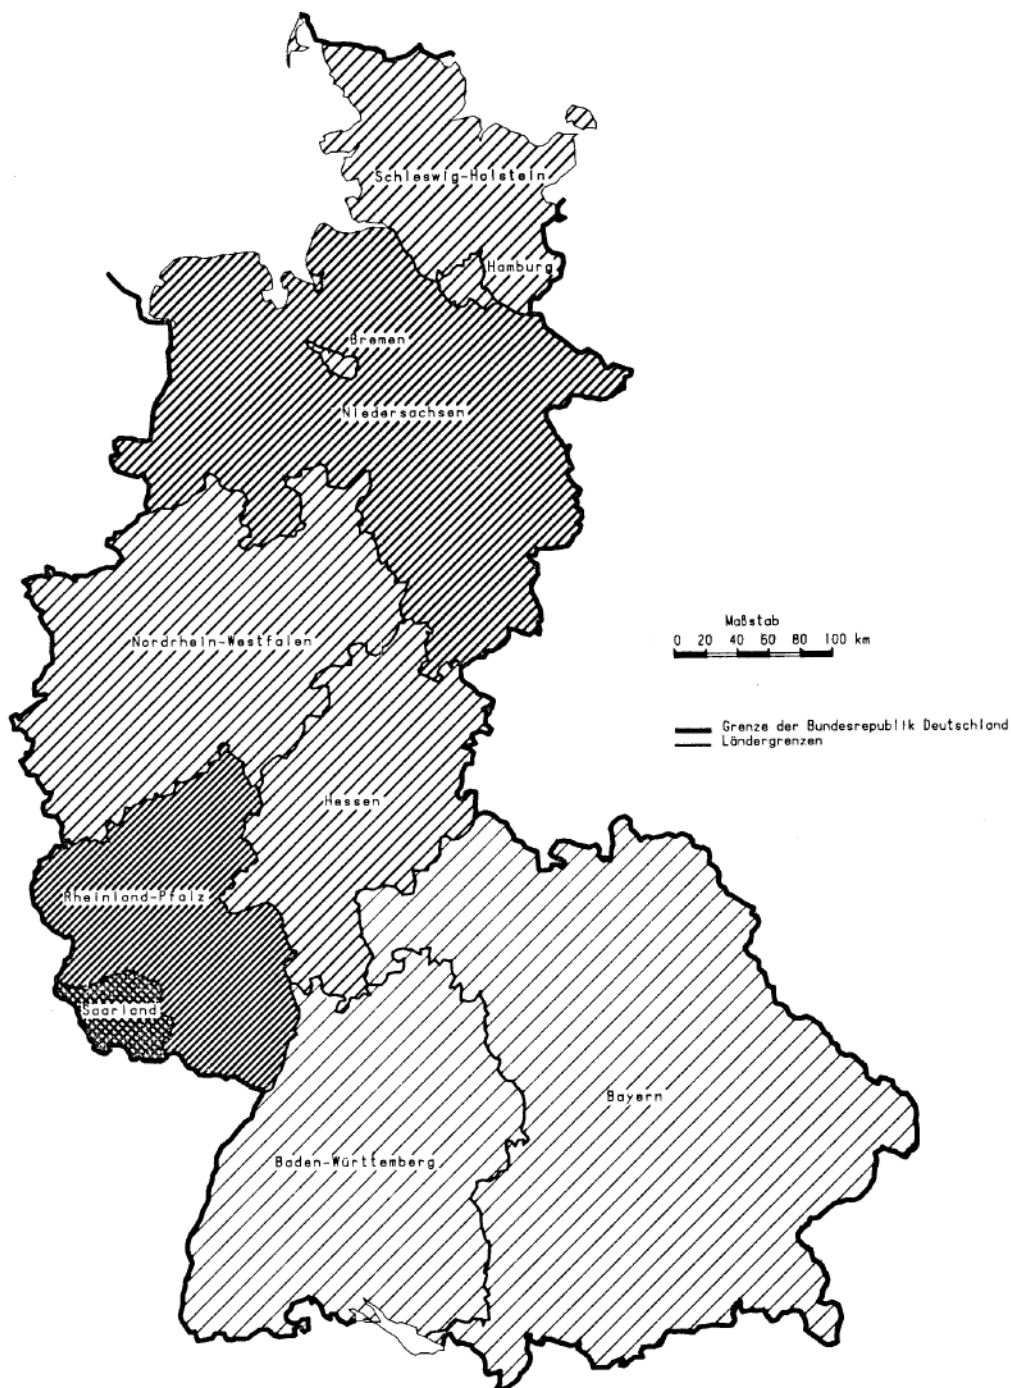 Schleswig-Holstein
Hamburg
Bremen
Niedersachsen
Nordrhein-Westfalen
Maßstab
0 20 40 60 80 100 km
Grenze der Bundesrepublik Deutschland
Ländergrenzen
Hessen
Rheinland-Pfalz
Saarland
Bayern
Baden-Württemberg